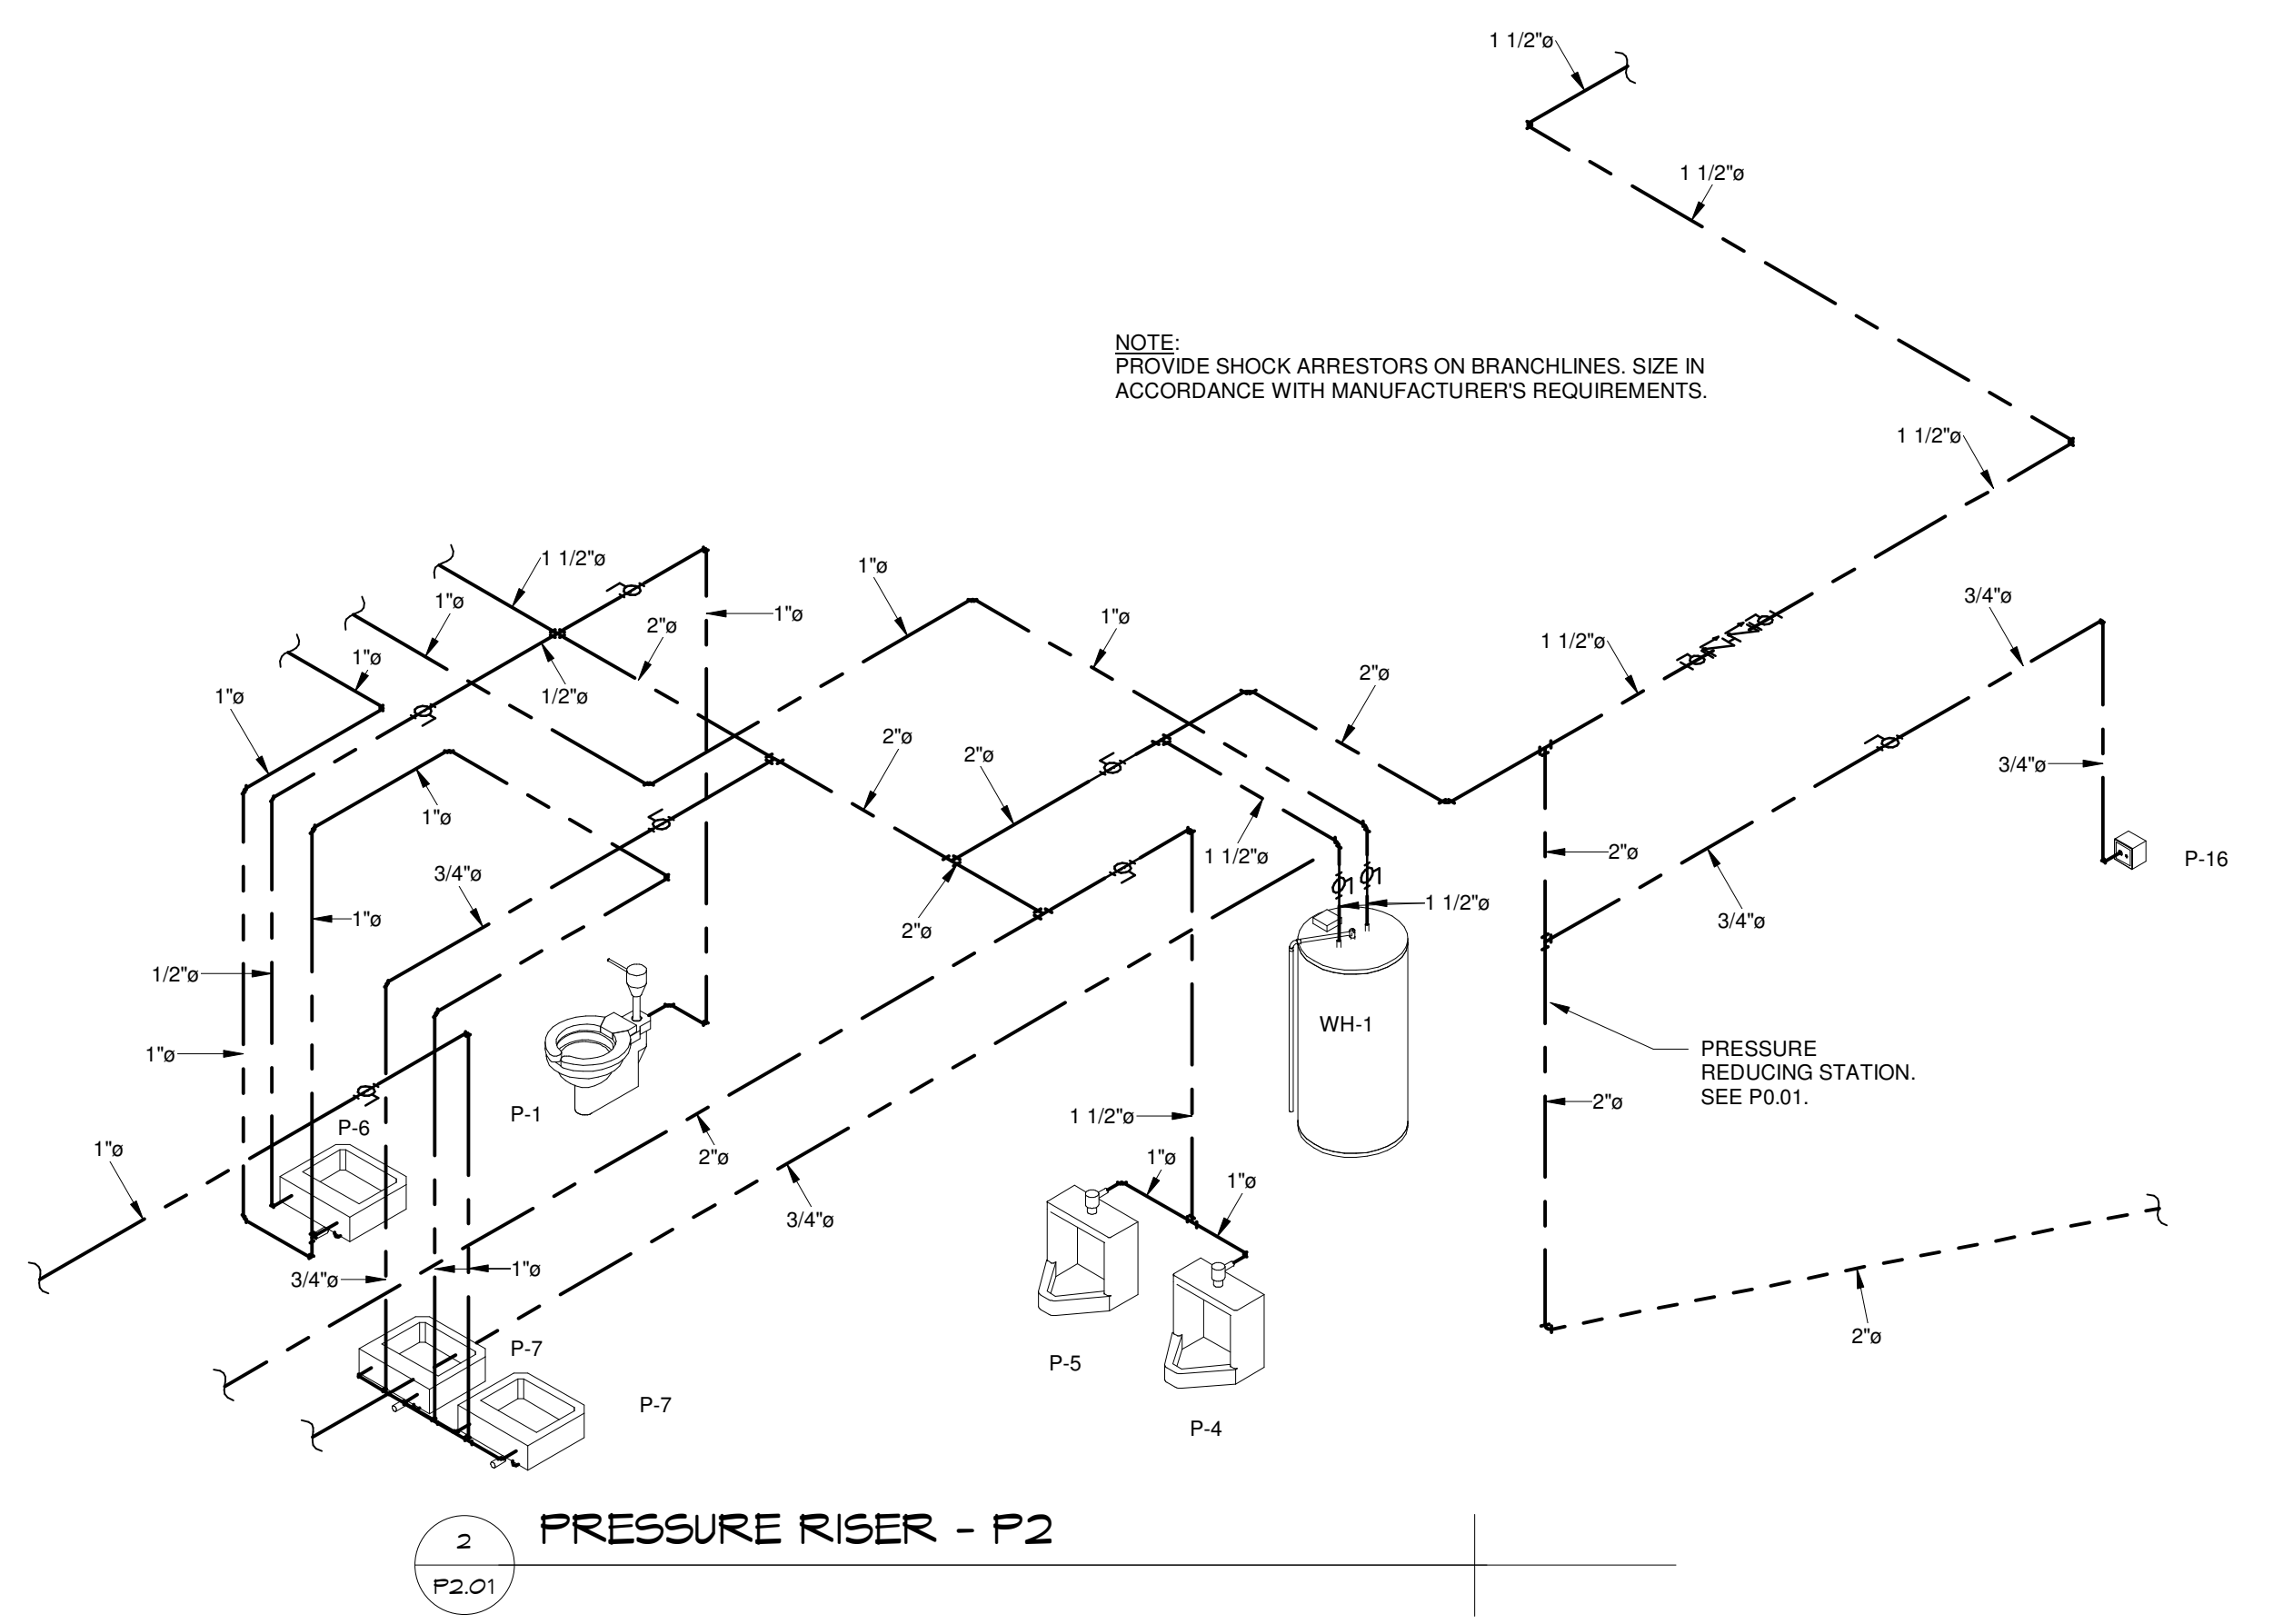 1 1/2"ø
1 1/2"ø
NOTE:
PROVIDE SHOCK ARRESTORS ON BRANCHLINES. SIZE IN
ACCORDANCE WITH MANUFACTURER'S REQUIREMENTS.
1 1/2"ø
1 1/2"ø
1"ø
1"ø
1"ø
1"ø
2"ø
1"ø
1"ø
1/2"ø
1"ø
3/4"ø
1 1/2"ø
2"ø
2"ø
2"ø
3/4"ø
1"ø
3/4"ø
1"ø
2"ø
1 1/2"ø
1 1/2"ø
2"ø
3/4"ø
P-16
1/2"ø
1"ø
WH-1
PRESSURE
REDUCING STATION.
SEE P0.01.
2"ø
P-1
P-6
1"ø
2"ø
1 1/2"ø
1"ø
1"ø
3/4"ø
3/4"ø
1"ø
2"ø
P-7
P-7
P-5
P-4
2
P2.01
PRESSURE RISER - P2